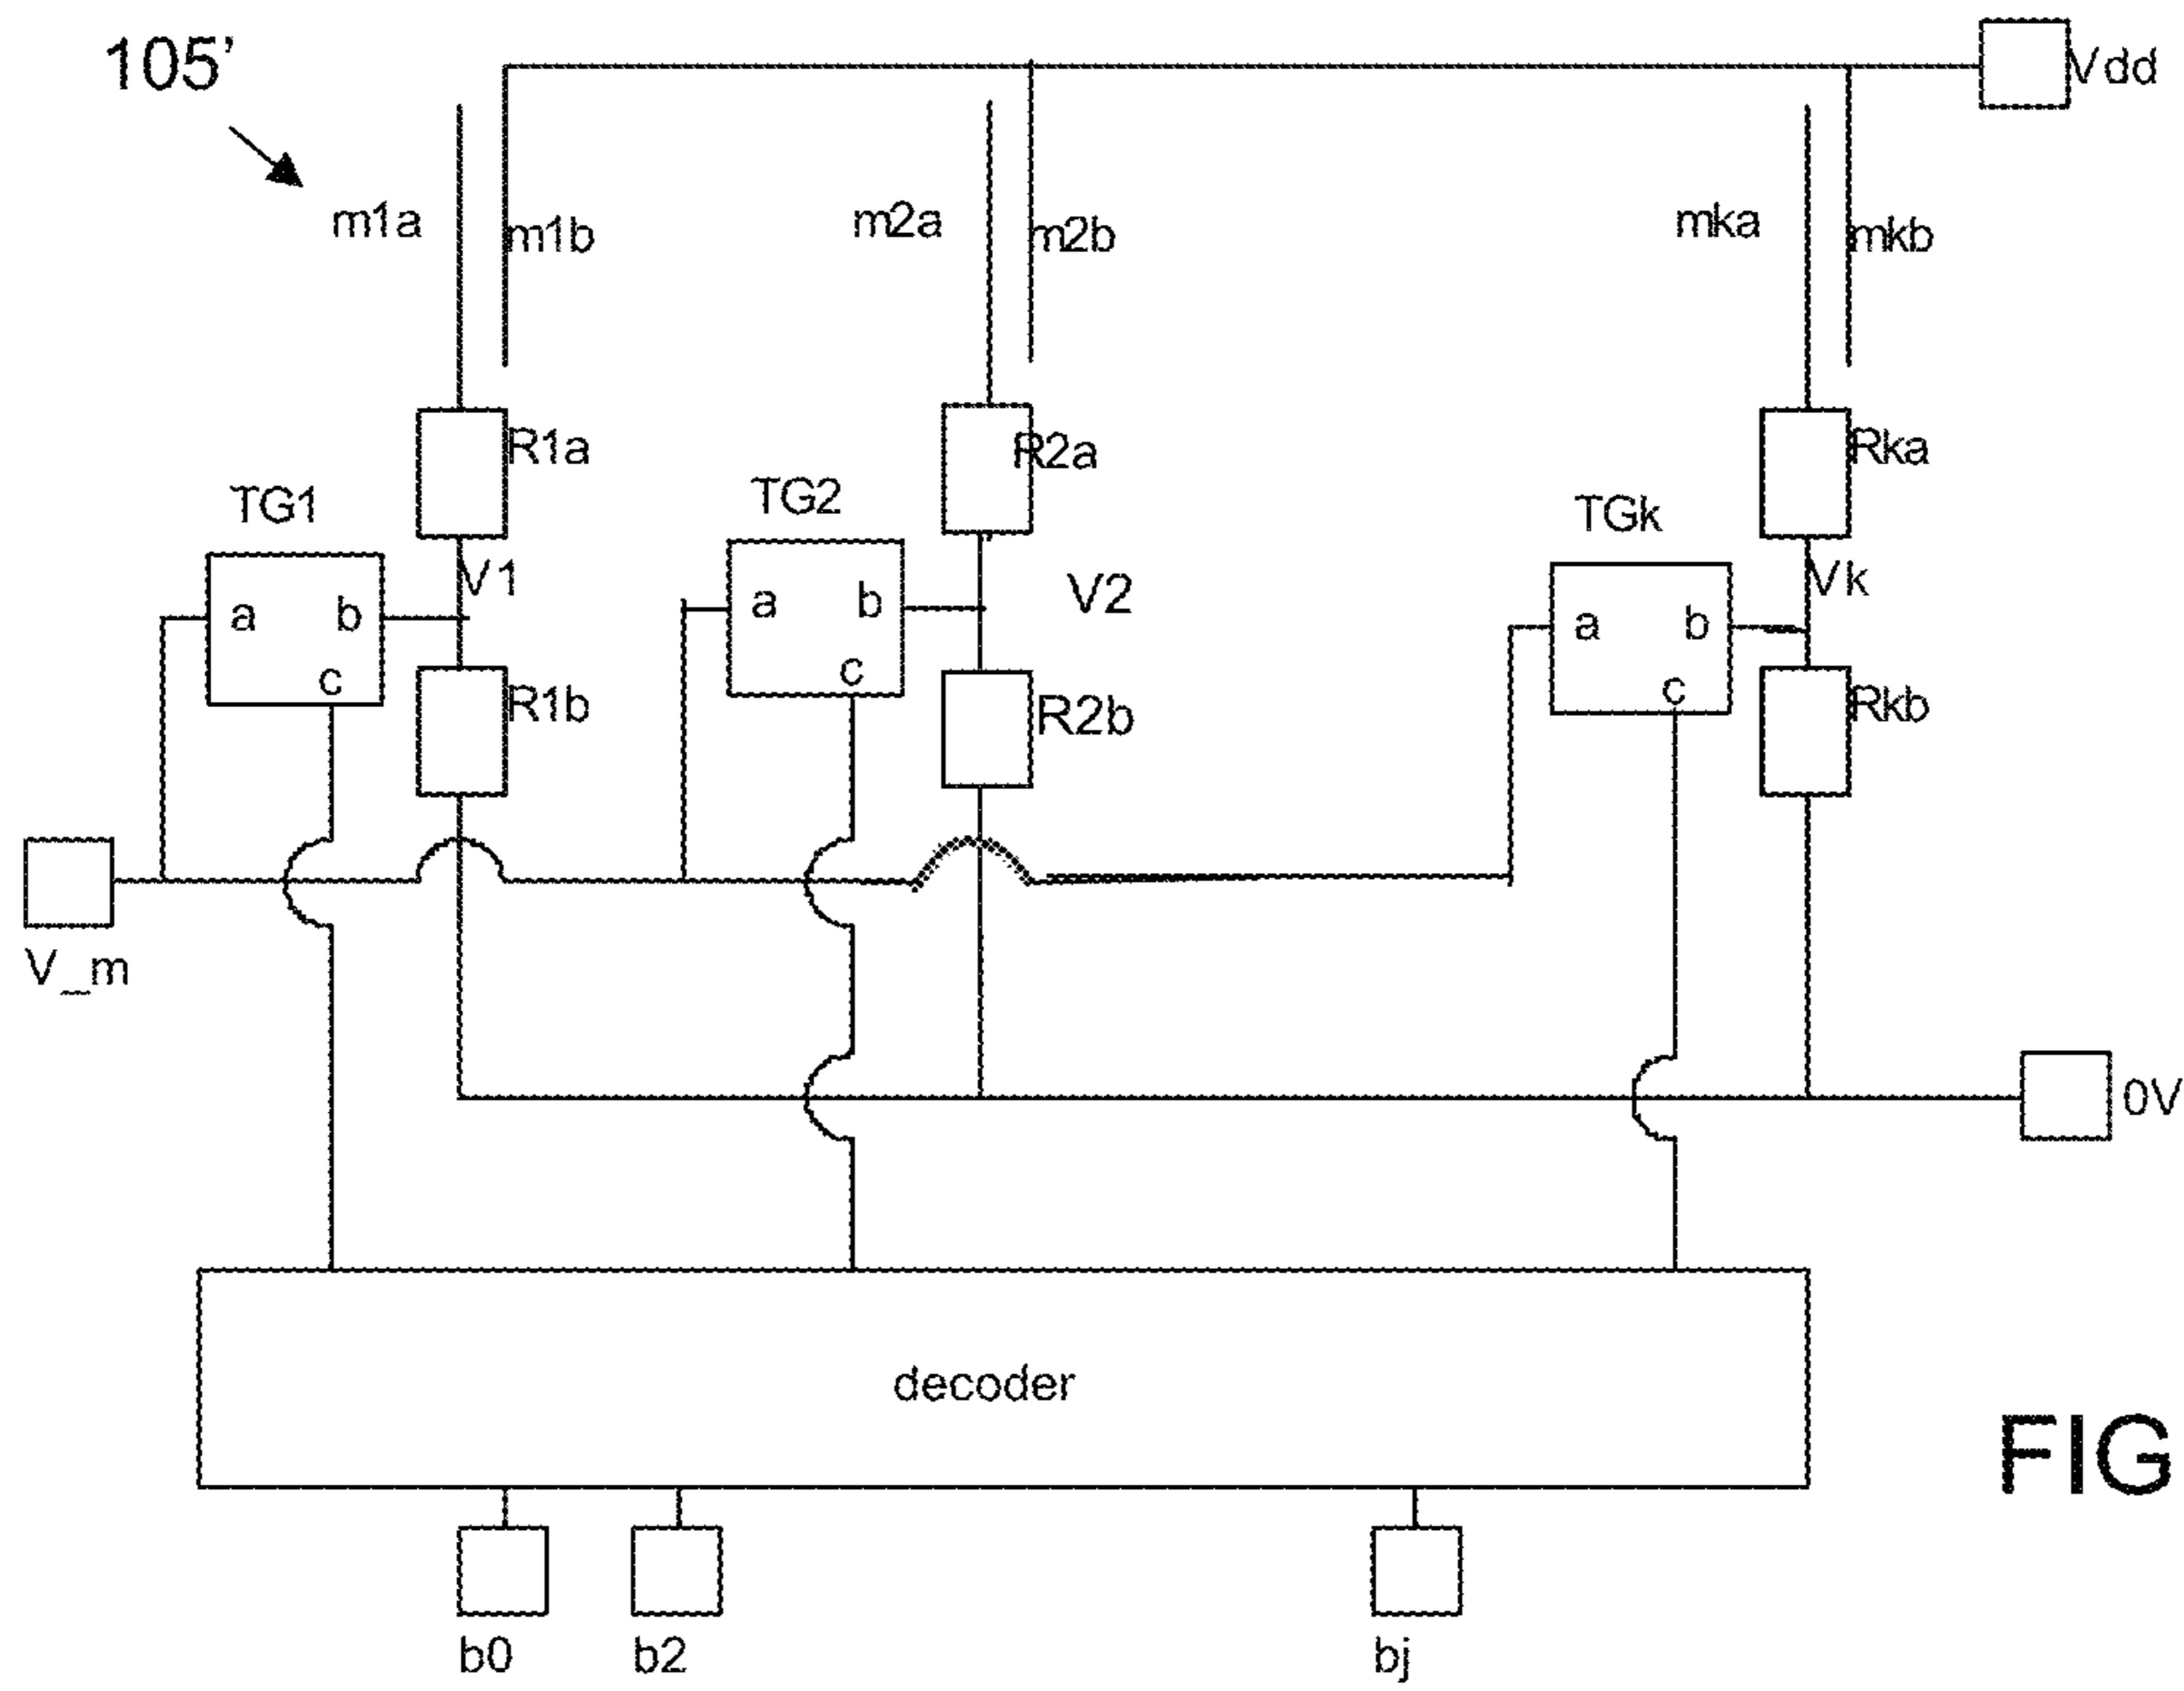 105' Vdd
m1a m1b m2a m2b mka mkb
R1a R2a Rka
TG1 TG2 TGk
V1 V2 Vk
a b a b a b
c c c
R1b R2b Rkb
V_m
0V
decoder
FIG
b0 b2 bj